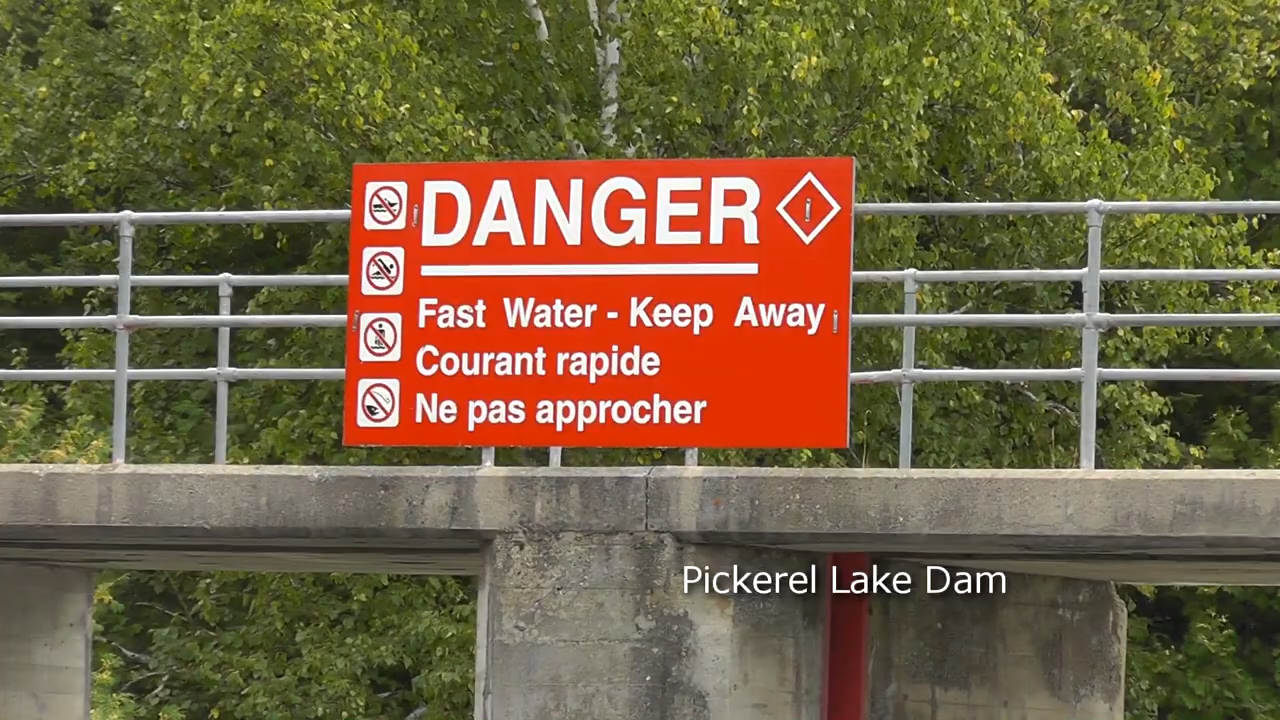 DANGER
Fast Water - Keep Away
Courant rapide
Ne pas approcher
Pickerel Lake Dam